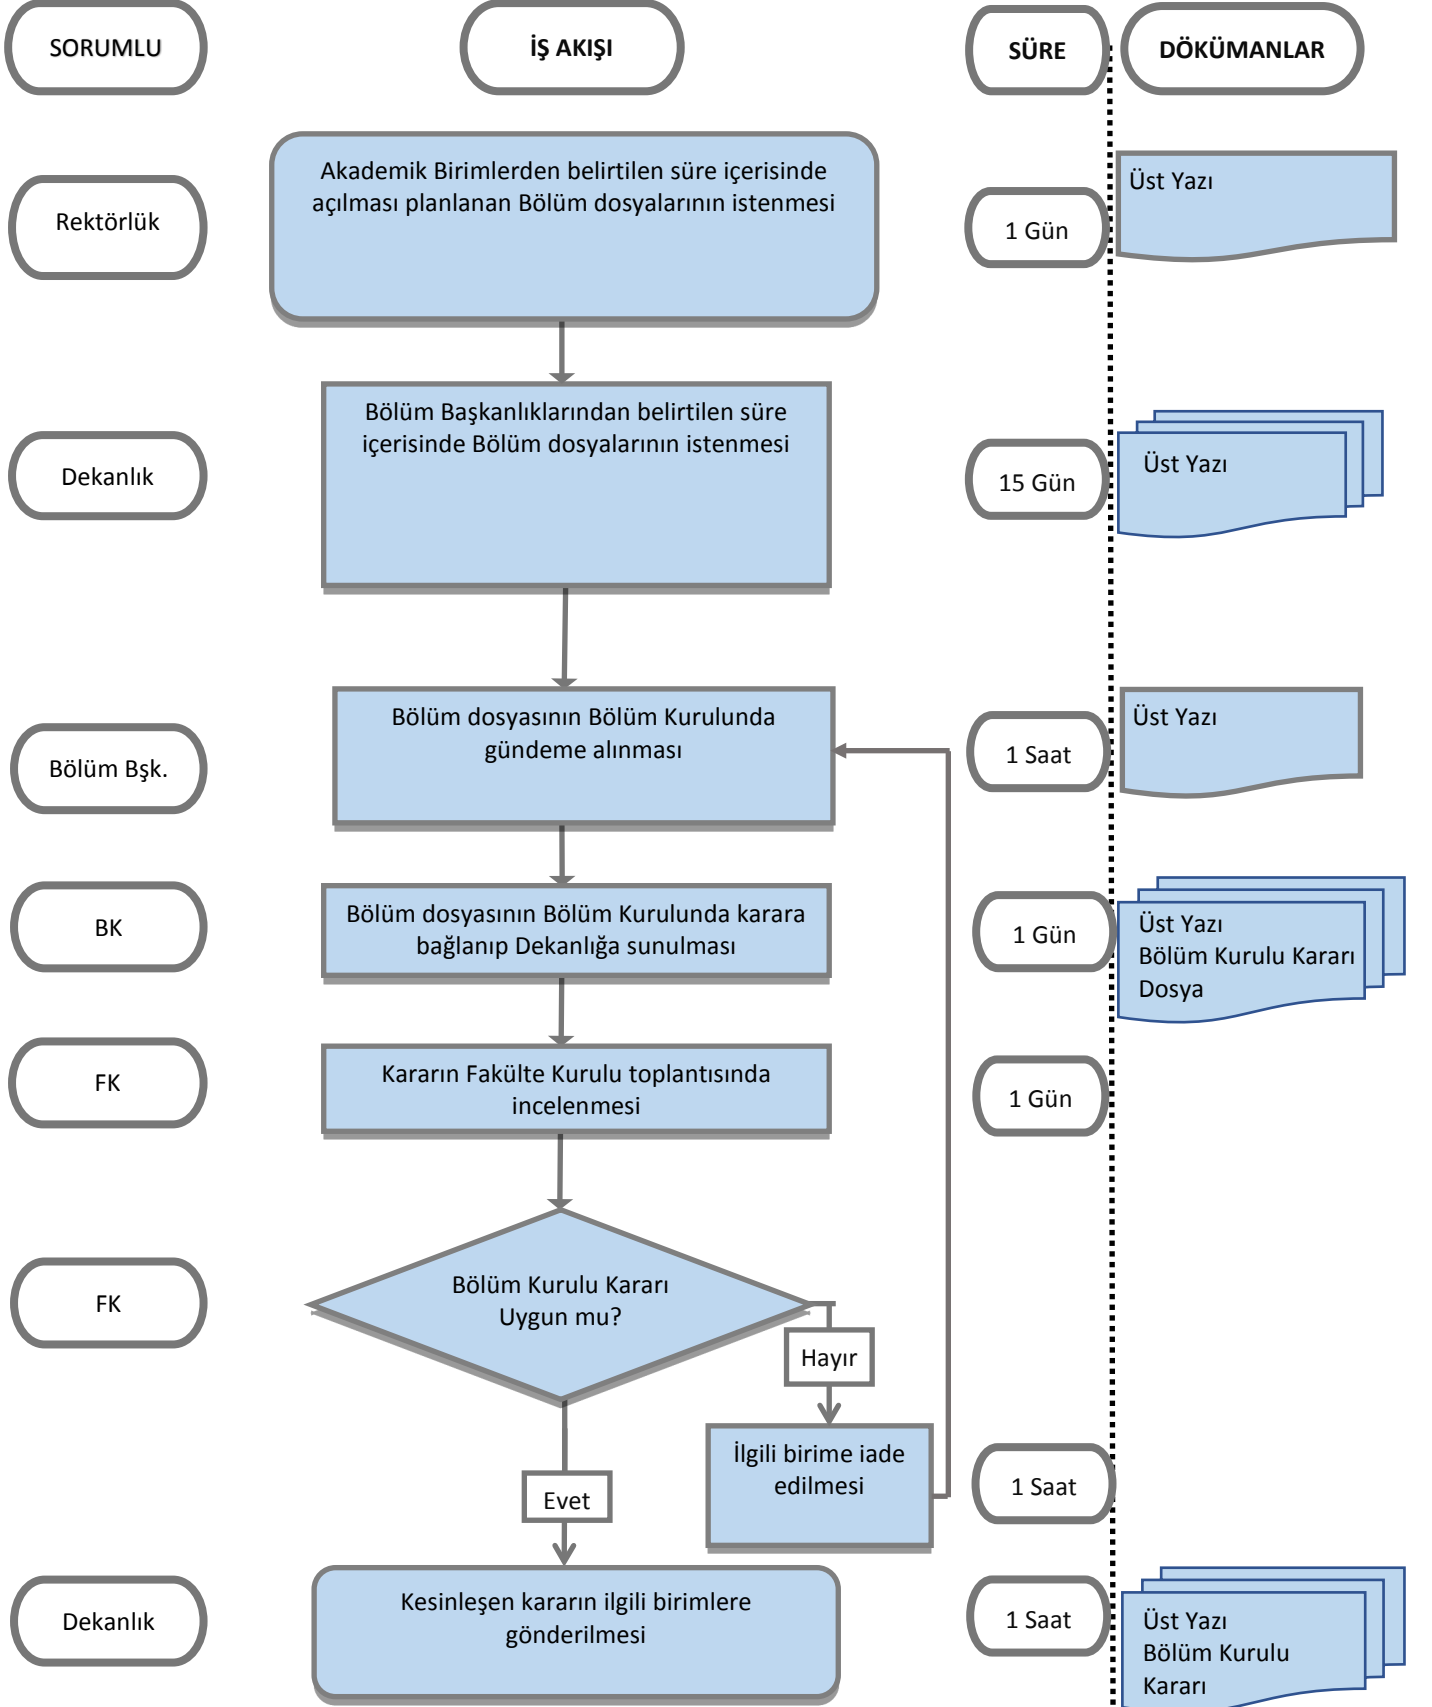 SORUMLU
İŞ AKIŞI
SÜRE
DÖKÜMANLAR
Rektörlük
Akademik Birimlerden belirtilen süre içerisinde
açılması planlanan Bölüm dosyalarının istenmesi
1 Gün
Üst Yazı
Dekanlık
Bölüm Başkanlıklarından belirtilen süre
içerisinde Bölüm dosyalarının istenmesi
15 Gün
Üst Yazı
Bölüm Bşk.
Bölüm dosyasının Bölüm Kurulunda
gündeme alınması
1 Saat
Üst Yazı
BK
Bölüm dosyasının Bölüm Kurulunda karara
bağlanıp Dekanlığa sunulması
1 Gün
Üst Yazı
Bölüm Kurulu Kararı
Dosya
FK
Kararın Fakülte Kurulu toplantısında
incelenmesi
1 Gün
FK
Bölüm Kurulu Kararı
Uygun mu?
Hayır
İlgili birime iade
edilmesi
1 Saat
Evet
Dekanlık
Kesinleşen kararın ilgili birimlere
gönderilmesi
1 Saat
Üst Yazı
Bölüm Kurulu
Kararı